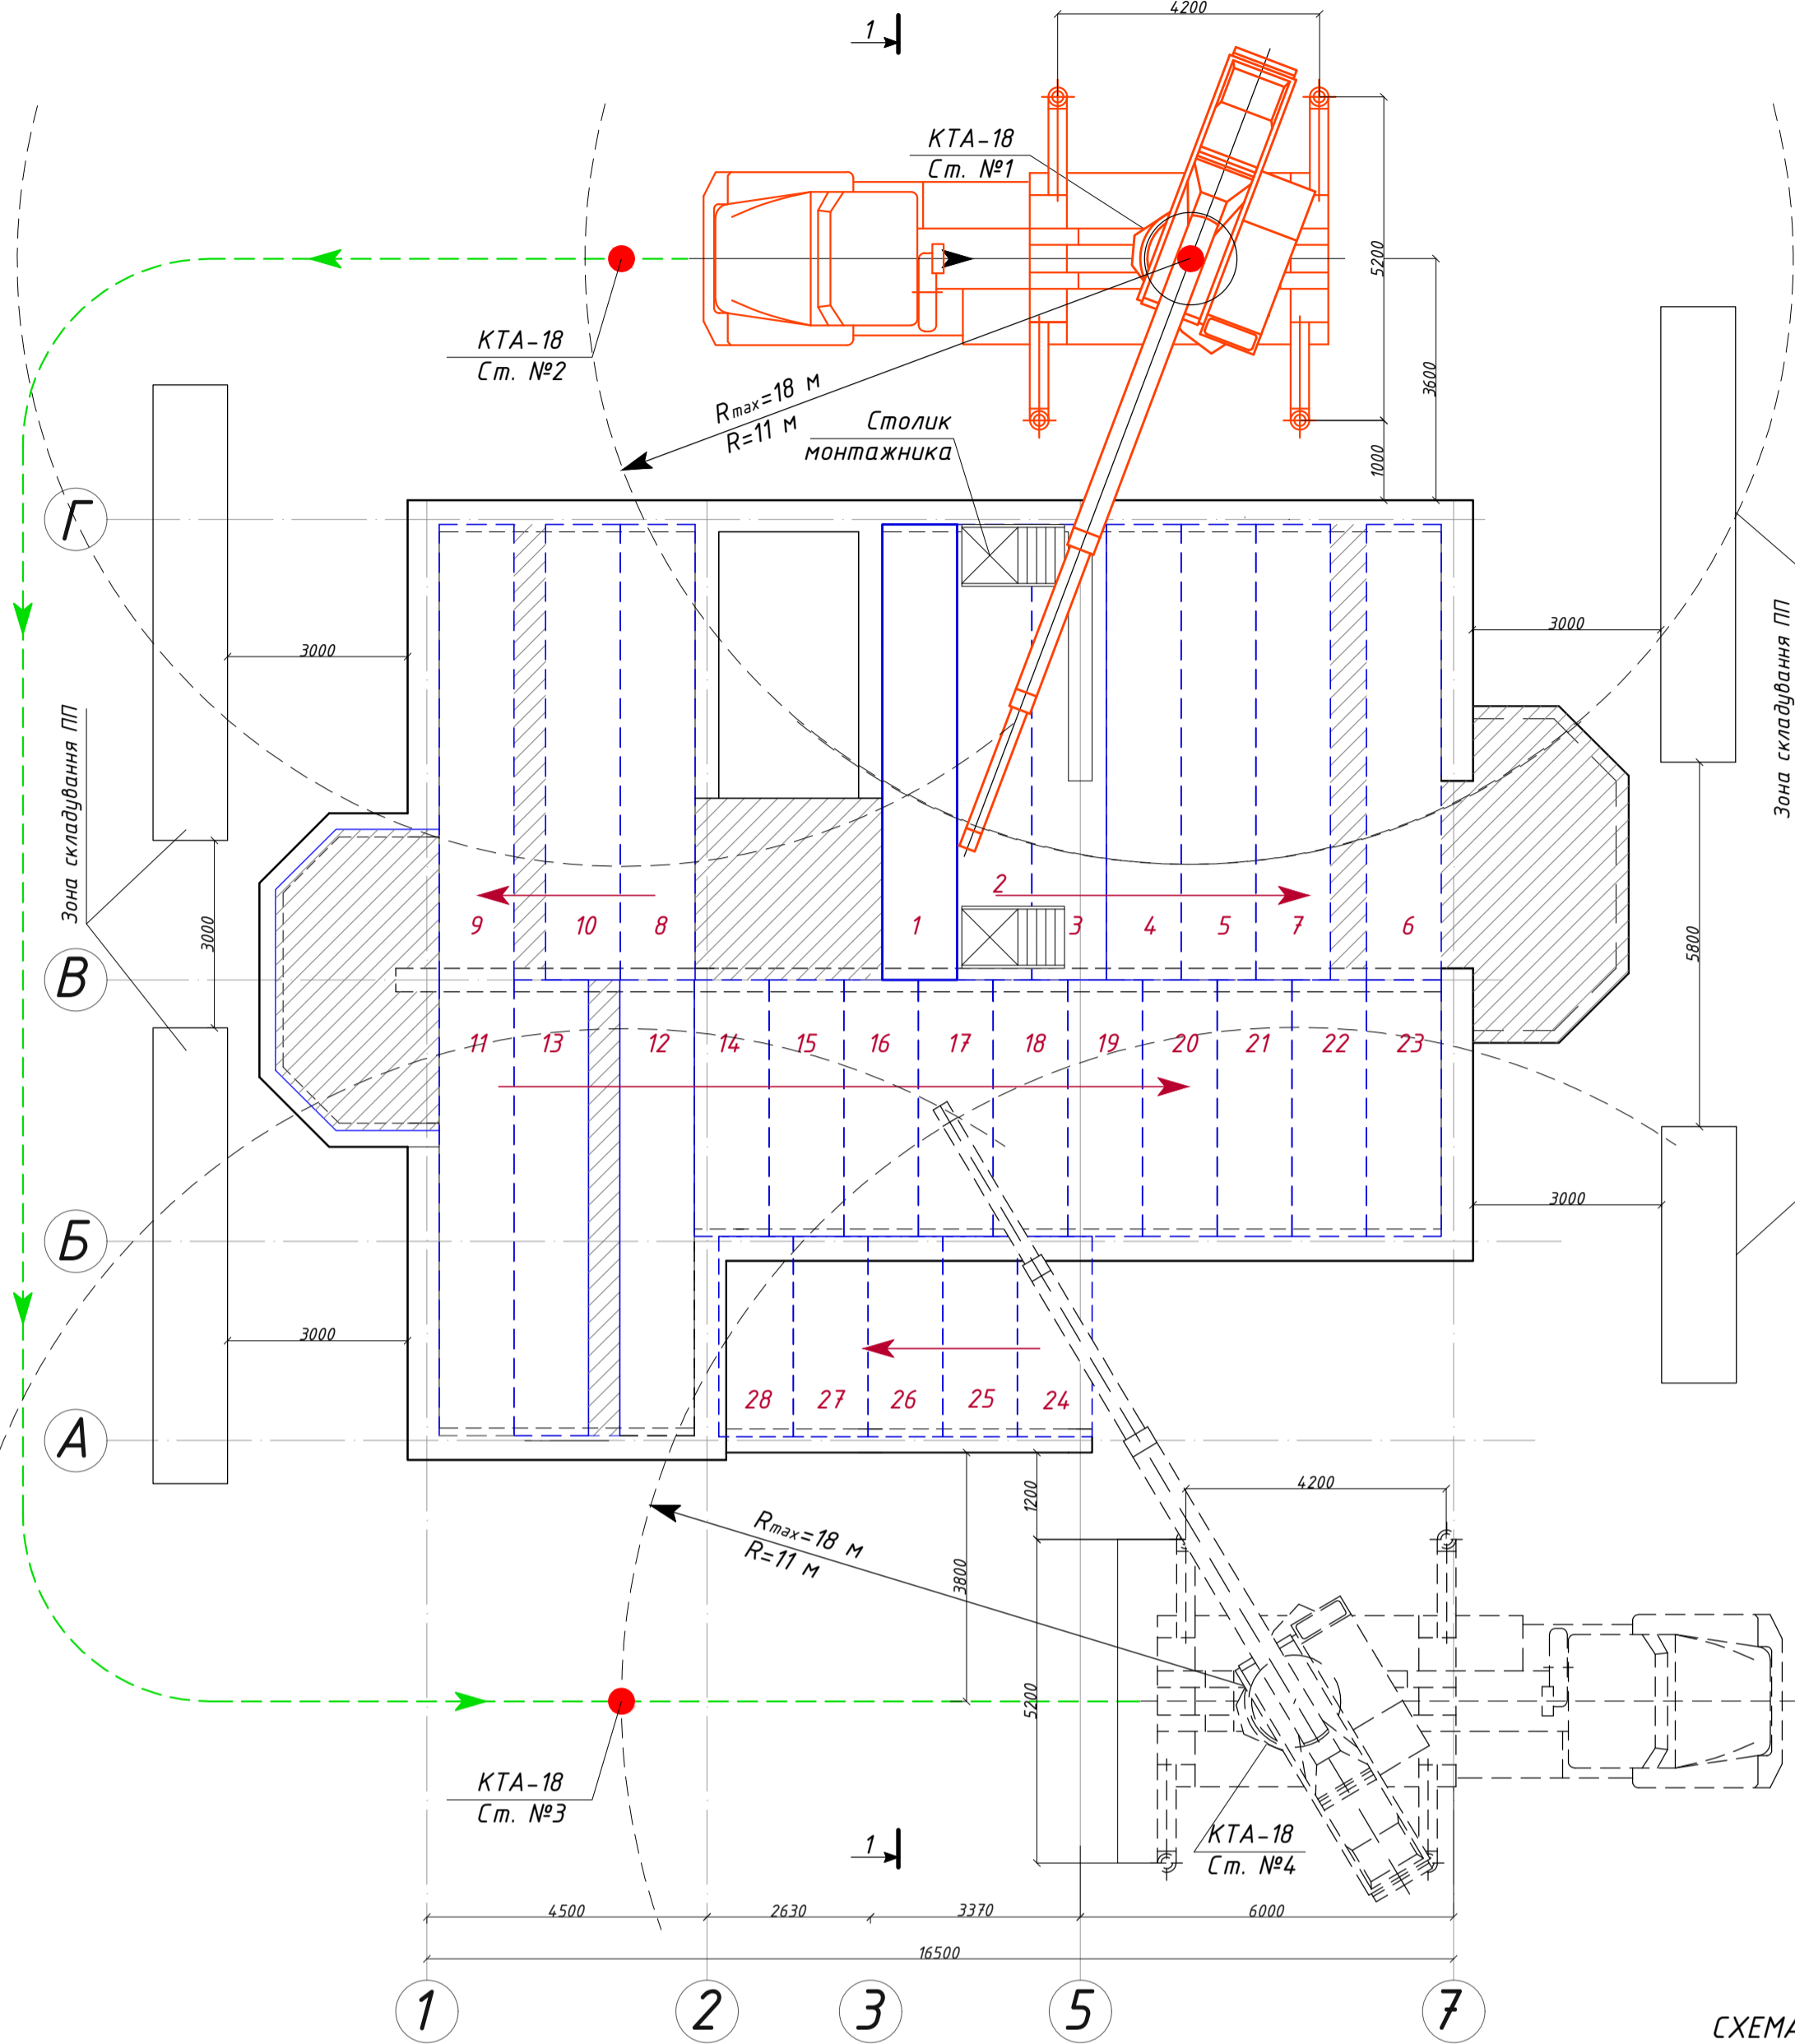 4200
1
КТА-18
Ст. №1
5200
КТА-18
Ст. №2
3600
Rmax=18 м
R=11 м
Столик
монтажника
1000
Г
3000
3000
Зона складування ПП
Зона складування ПП
2
9
10
8
1
3
4
5
7
6
3000
5800
В
11
13
12
14
15
16
17
18
19
20
21
22
23
3000
Б
3000
28
27
26
25
24
А
1200
4200
Rmax=18 м
R=11 м
3800
5200
КТА-18
Ст. №3
КТА-18
Ст. №4
1
4500
2630
3370
6000
16500
1
2
3
5
7
СХЕМА